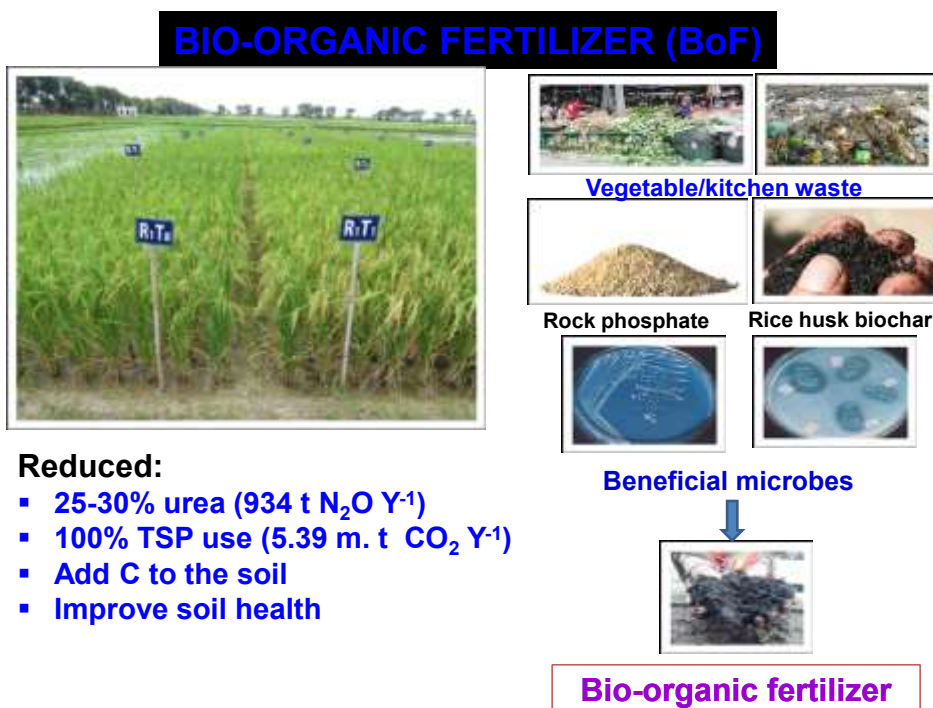 BIO-ORGANIC FERTILIZER (BoF)
Vegetable/kitchen waste
Rock phosphate
Rice husk biochar
Beneficial microbes
Bio-organic fertilizer
Reduced:
▪ 25-30% urea (934 t N₂O Y⁻¹)
▪ 100% TSP use (5.39 m. t CO₂ Y⁻¹)
▪ Add C to the soil
▪ Improve soil health